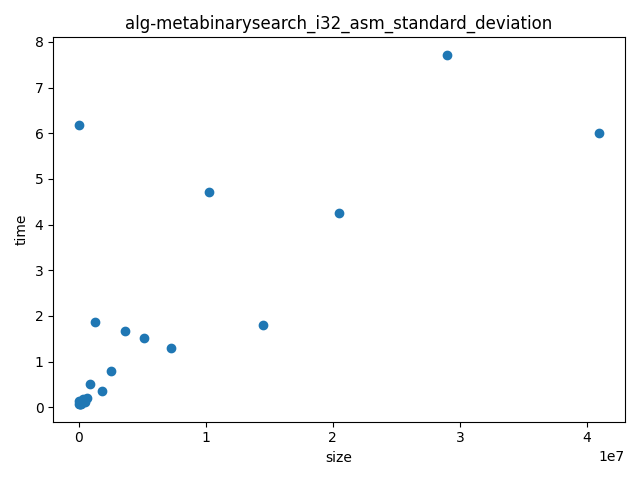 alg-metabinarysearch_i32_asm_standard_deviation
8
7
6
5
4
3
2
1
0
time
0 1 2 3 4
1e7
size